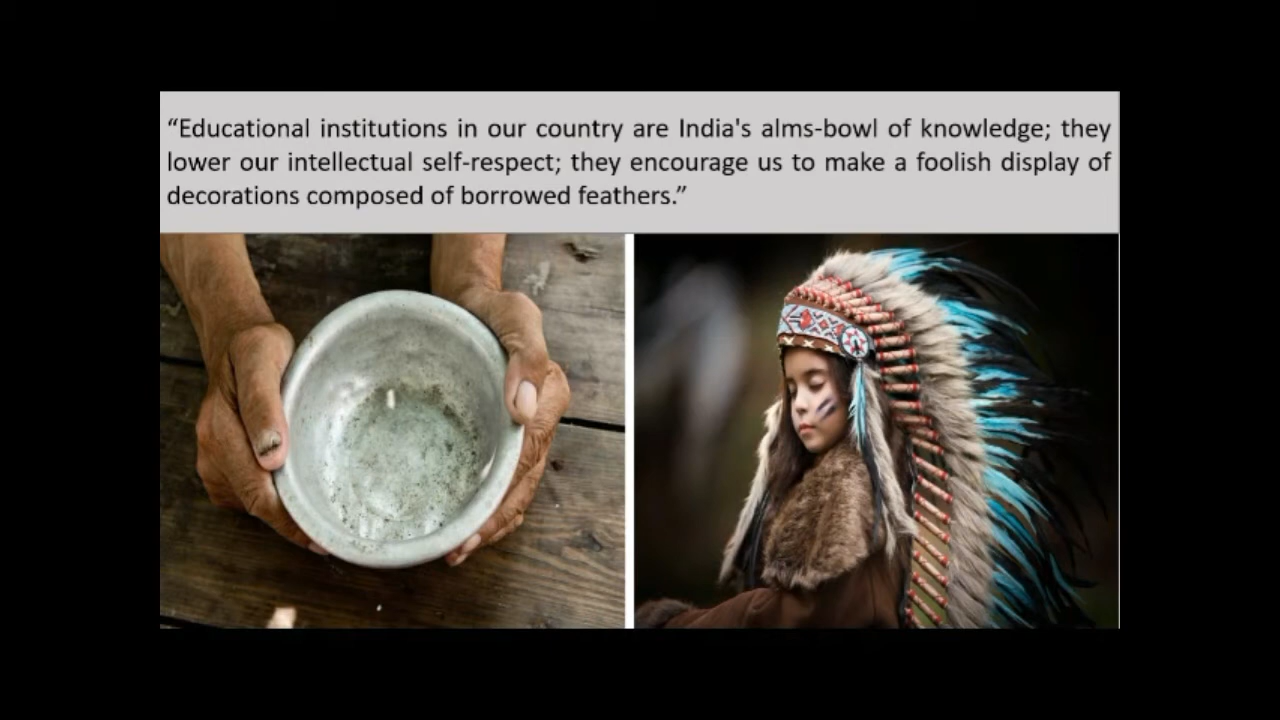 “Educational institutions in our country are India's alms-bowl of knowledge; they
lower our intellectual self-respect; they encourage us to make a foolish display of
decorations composed of borrowed feathers.”